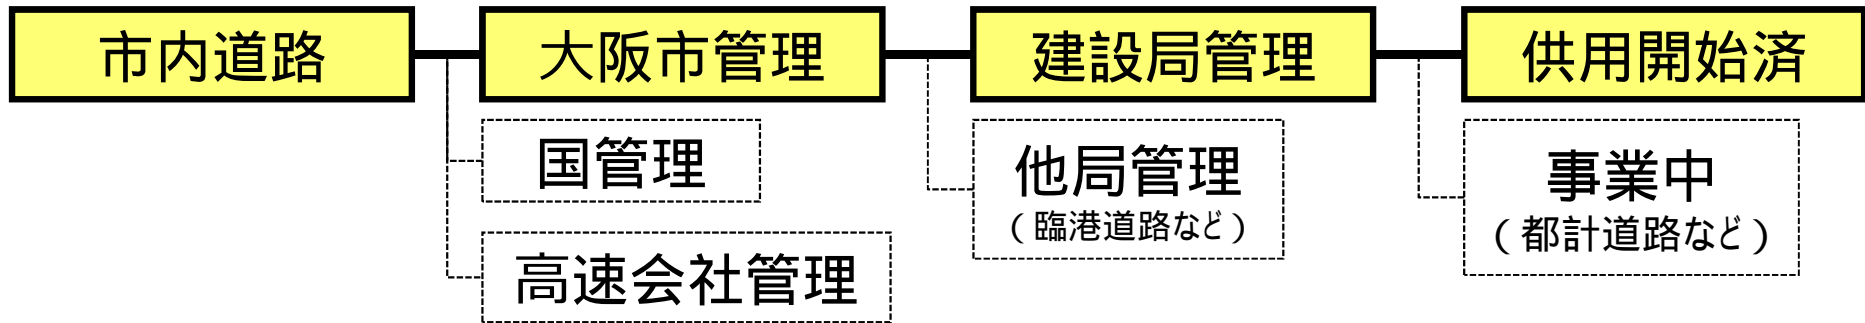 市内道路
大阪市管理
建設局管理
供用開始済
国管理
高速会社管理
他局管理
（臨港道路など）
事業中
（都計道路など）